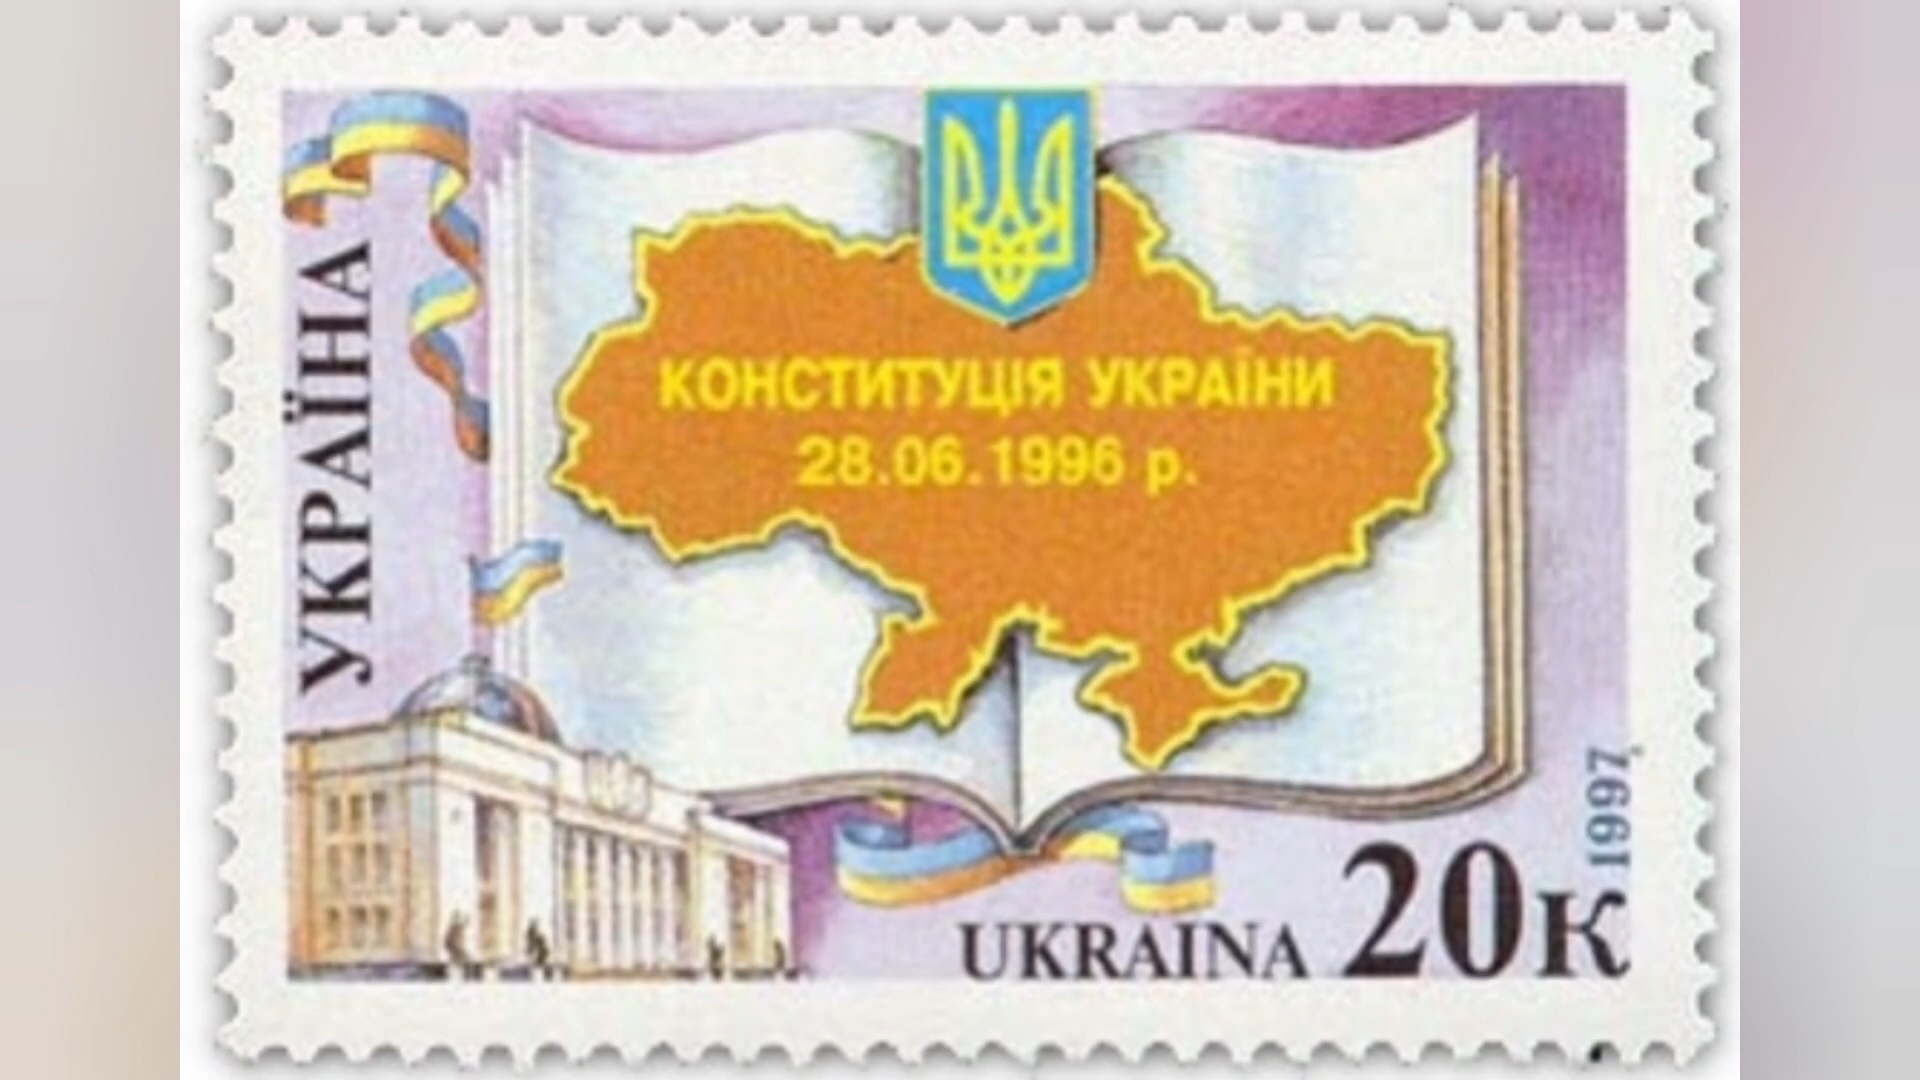 УКРАЇНА
КОНСТИТУЦІЯ УКРАЇНИ
28.06.1996 р.
1997
UKRAINA 20К